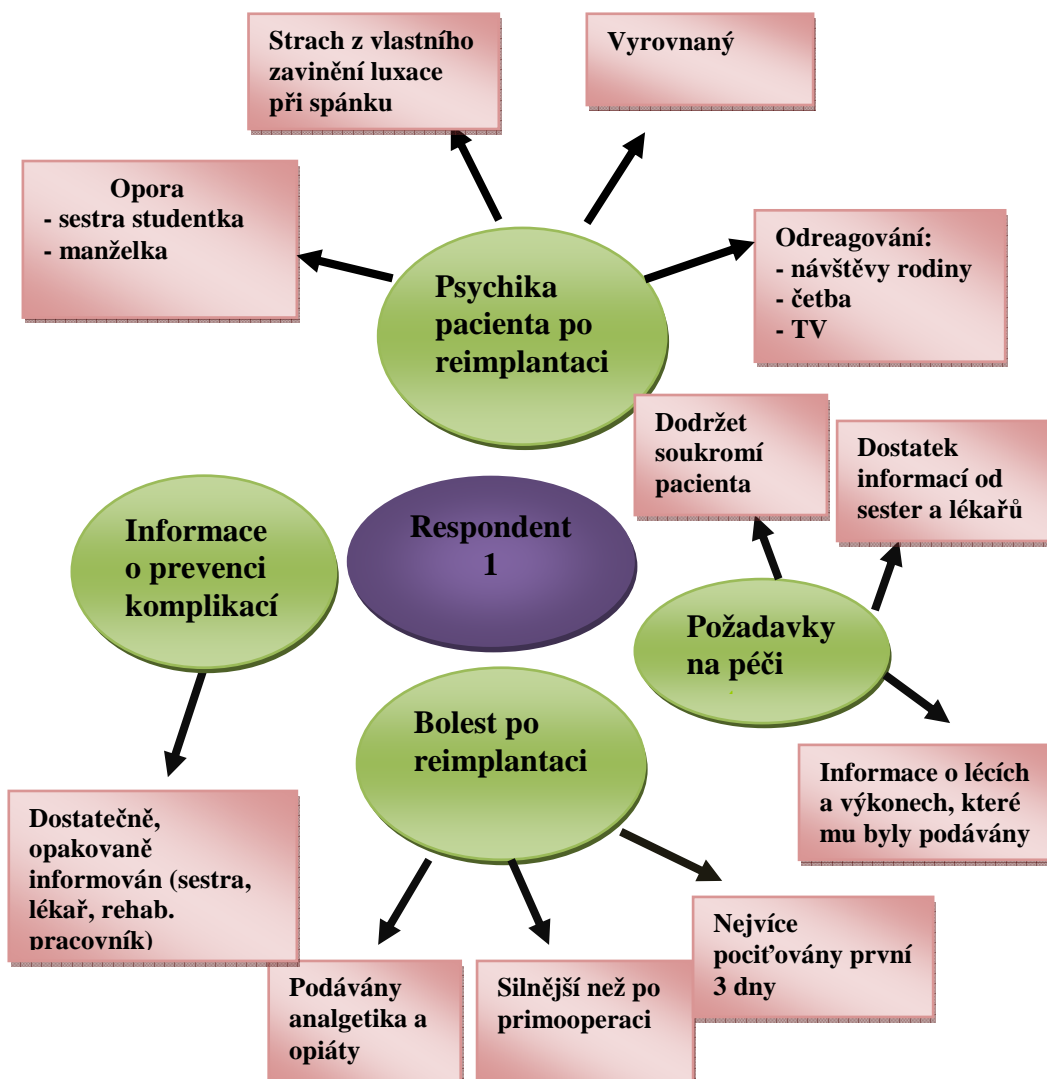 Strach z vlastního
zavinění luxace
při spánku
Vyrovnaný
Opora
- sestra studentka
- manželka
Psychika
pacienta po
reimplantaci
Odreagování:
- návštěvy rodiny
- četba
- TV
Dodržet
soukromí
pacienta
Dostatek
informací od
sester a lékařů
Informace
o prevenci
komplikací
Respondent
1
Požadavky
na péči
Bolest po
reimplantaci
Informace o lécích
a výkonech, které
mu byly podávány
Dostatečně,
opakovaně
informován (sestra,
lékař, rehab.
pracovník)
Nejvíce
pociťovány první
3 dny
Podávány
analgetika a
opiáty
Silnější než po
primooperaci